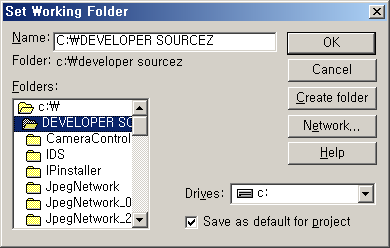 Set Working Folder
Name: C:₩DEVELOPER SOURCEZ
OK
Folder: c:₩developer sourcez
Cancel
Folders:
c:₩
DEVELOPER SO
CameraControl
IDS
IPinstaller
JpegNetwork
JpegNetwork_0
JpegNetwork_2
Create folder
Network...
Help
Drives: c:
Save as default for project